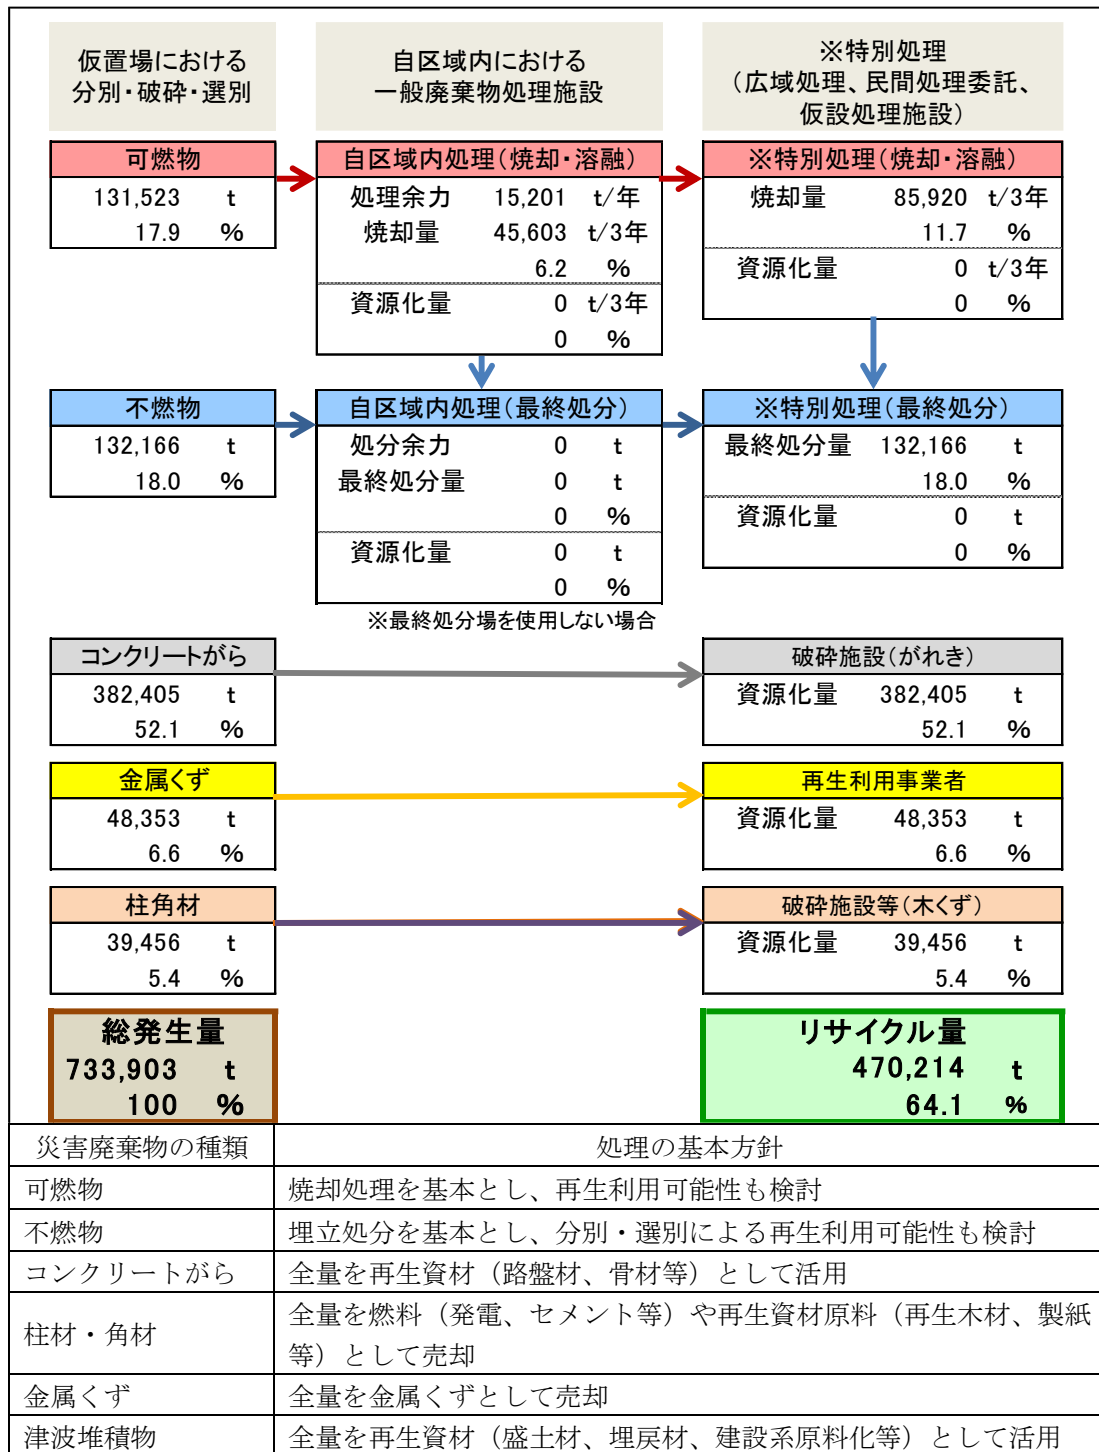 仮置場における
分別・破砕・選別
自区域内における
一般廃棄物処理施設
※特別処理
（広域処理、民間処理委託、
仮設処理施設）
可燃物
131,523 t
17.9 %
自区域内処理（焼却・溶融）
処理余力 15,201 t/年
焼却量 45,603 t/3年
6.2 %
資源化量 0 t/3年
0 %
※特別処理（焼却・溶融）
焼却量 85,920 t/3年
11.7 %
資源化量 0 t/3年
0 %
不燃物
132,166 t
18.0 %
自区域内処理（最終処分）
処分余力 0 t
最終処分量 0 t
0 %
資源化量 0 t
0 %
※最終処分場を使用しない場合
※特別処理（最終処分）
最終処分量 132,166 t
18.0 %
資源化量 0 t
0 %
コンクリートがら
382,405 t
52.1 %
破砕施設（がれき）
資源化量 382,405 t
52.1 %
金属くず
48,353 t
6.6 %
再生利用事業者
資源化量 48,353 t
6.6 %
柱角材
39,456 t
5.4 %
破砕施設等（木くず）
資源化量 39,456 t
5.4 %
総発生量
733,903 t
100 %
リサイクル量
470,214 t
64.1 %
災害廃棄物の種類 処理の基本方針
可燃物 焼却処理を基本とし、再生利用可能性も検討
不燃物 埋立処分を基本とし、分別・選別による再生利用可能性も検討
コンクリートがら 全量を再生資材（路盤材、骨材等）として活用
柱材・角材 全量を燃料（発電、セメント等）や再生資材原料（再生木材、製紙
等）として売却
金属くず 全量を金属くずとして売却
津波堆積物 全量を再生資材（盛土材、埋戻材、建設系原料化等）として活用